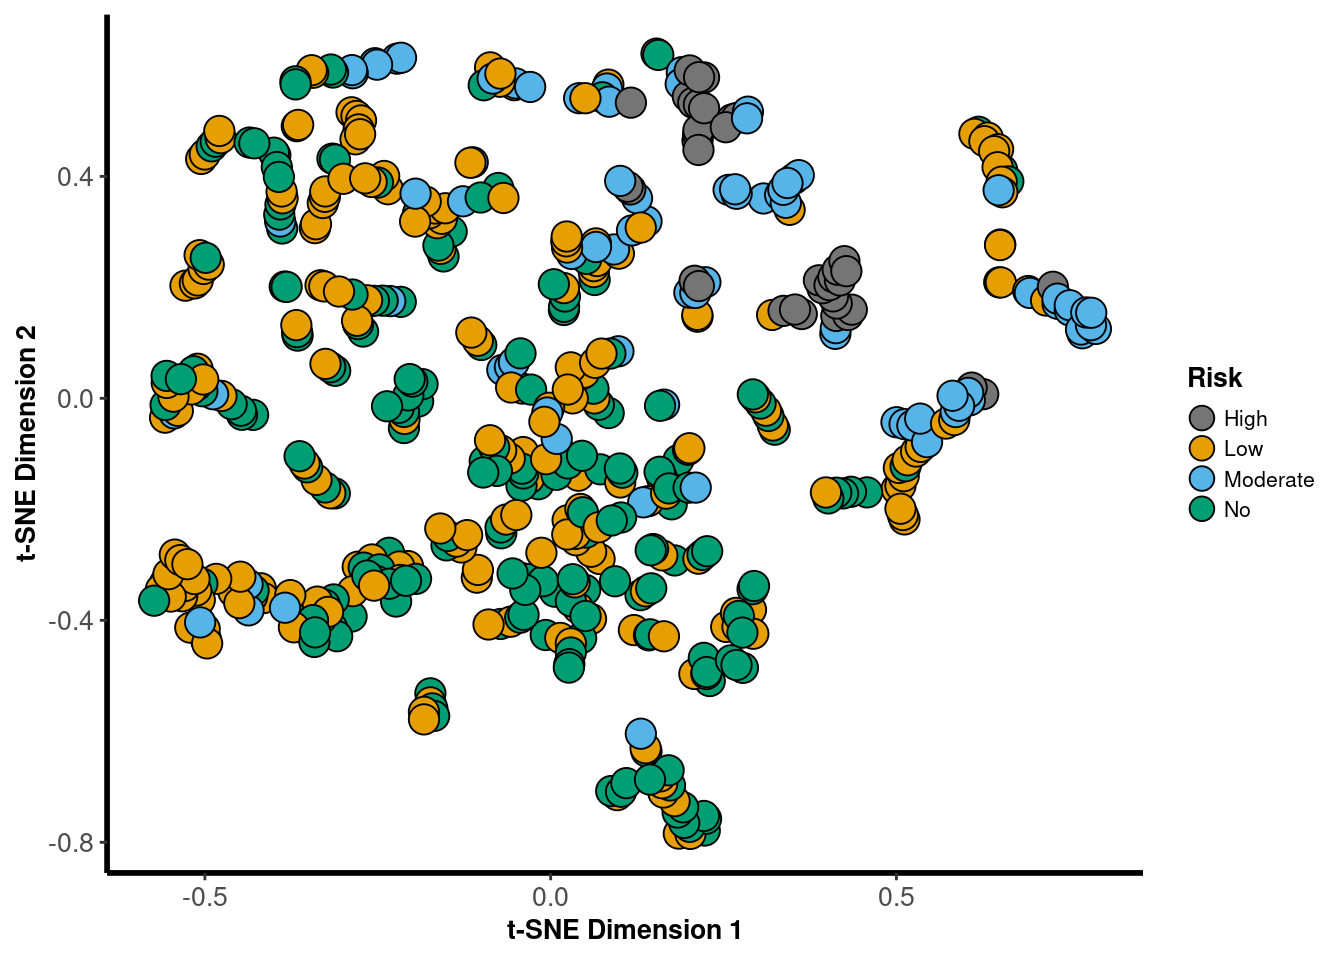 0.4
0.0
-0.4
-0.8
-0.5
0.0
0.5
t-SNE Dimension 1
t-SNE Dimension 2
Risk
High
Low
Moderate
No